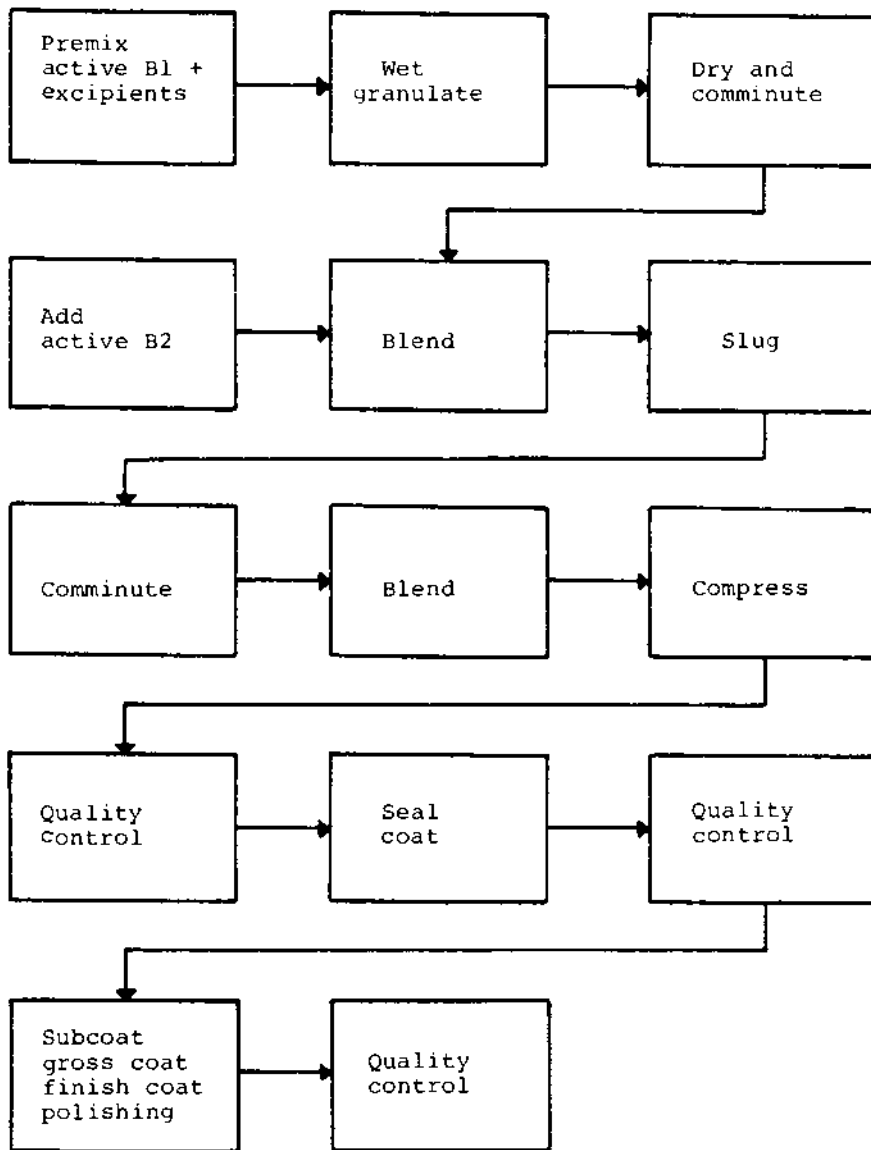 Premix
active B1 +
excipients
Wet
granulate
Dry and
comminute
Add
active B2
Blend
Slug
Comminute
Blend
Compress
Quality
control
Seal
coat
Quality
control
Subcoat
gross coat
finish coat
polishing
Quality
control